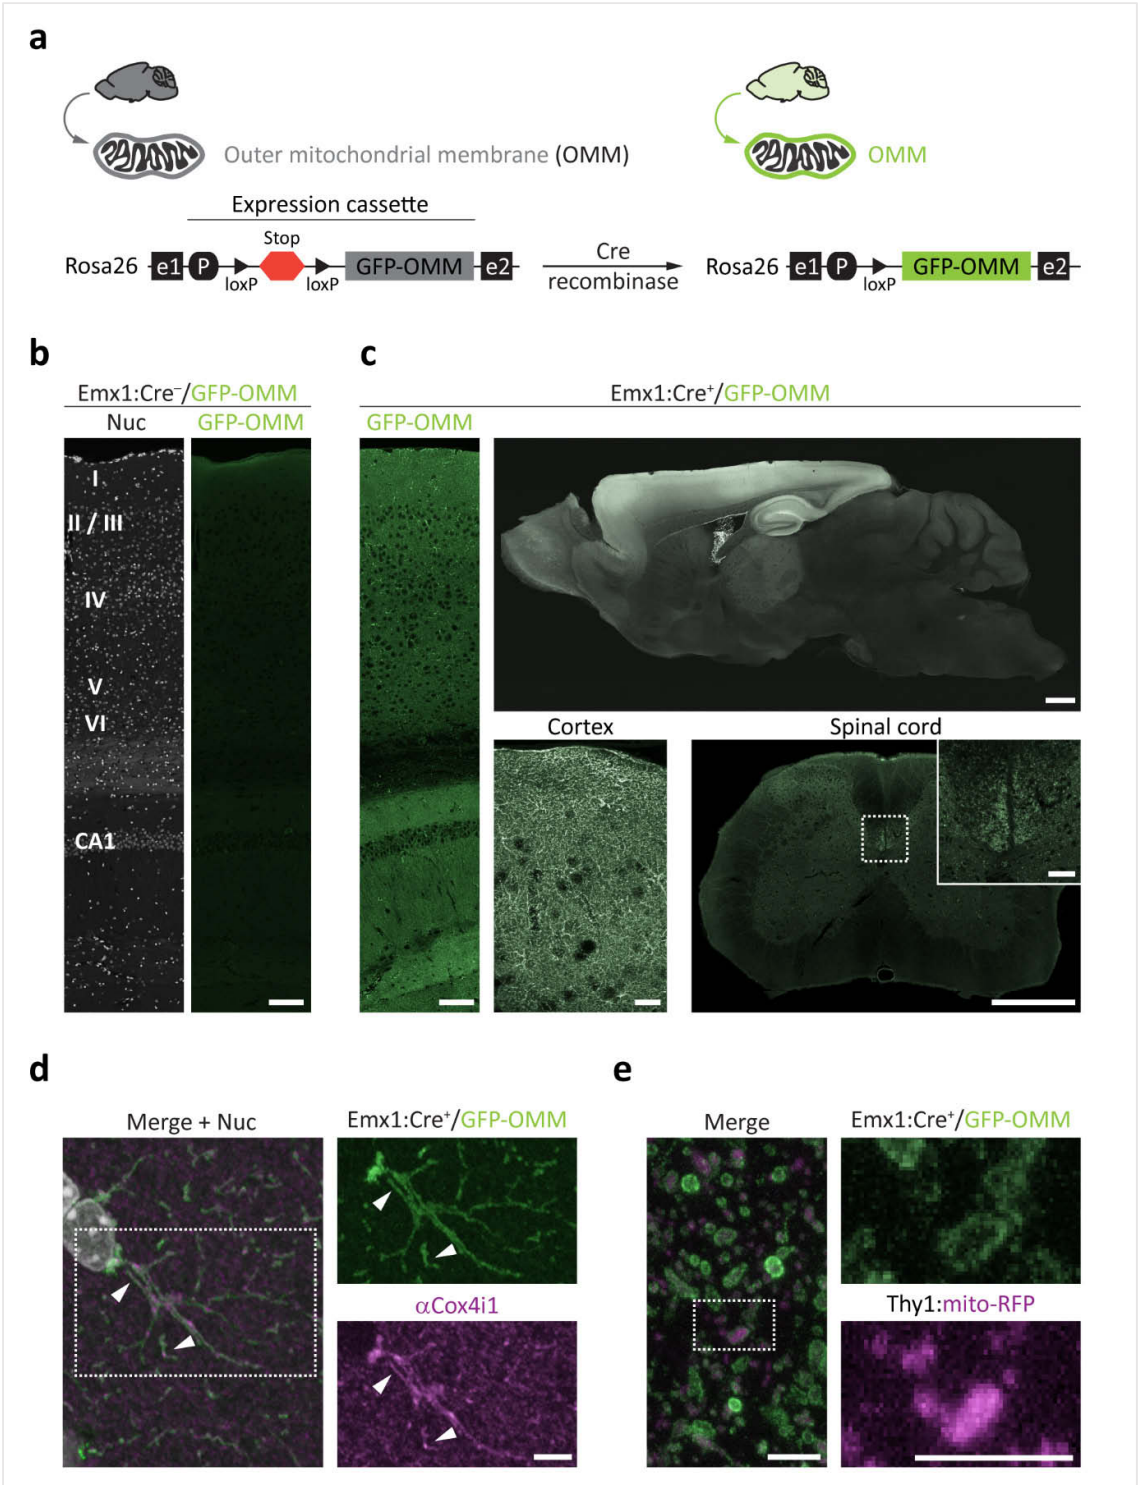 a
Outer mitochondrial membrane (OMM)
OMM
Expression cassette
Stop
Rosa26 e1 P loxP loxP GFP-OMM e2
Cre
recombinase
Rosa26 e1 P loxP GFP-OMM e2
b
Emx1:Cre⁻/GFP-OMM
Nuc GFP-OMM
I
II / III
IV
V
VI
CA1
c
Emx1:Cre⁺/GFP-OMM
GFP-OMM
Cortex
Spinal cord
d
Merge + Nuc
Emx1:Cre⁺/GFP-OMM
αCox4i1
e
Merge
Emx1:Cre⁺/GFP-OMM
Thy1:mito-RFP